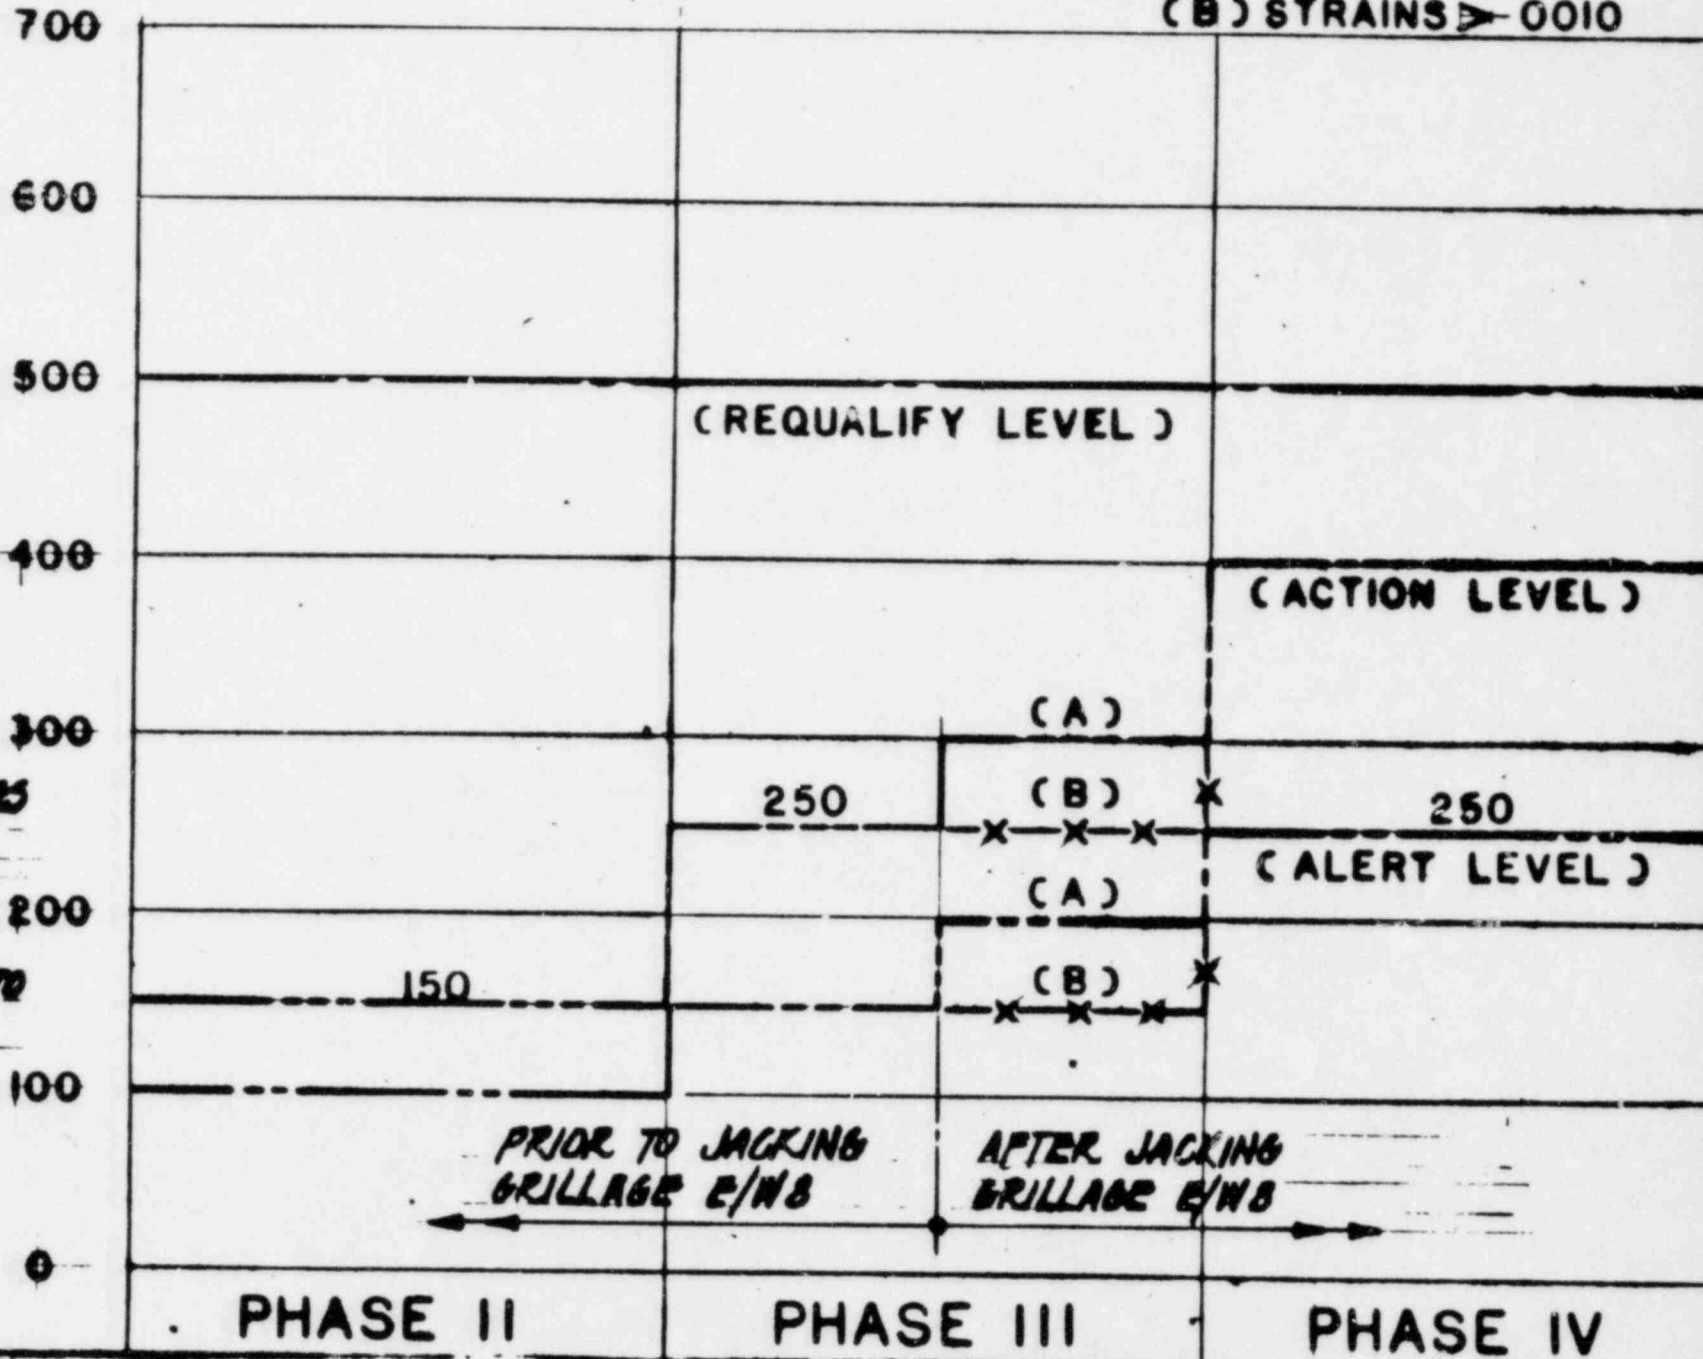 (B) STRAINS > 0010
700
600
500
(REQUALIFY LEVEL)
400
(ACTION LEVEL)
300
(A)
250
(B)
250
(ALERT LEVEL)
200
(A)
150
(B)
100
PRIOR TO JACKING
GRILLAGE E/W8
AFTER JACKING
GRILLAGE E/W8
0
PHASE II
PHASE III
PHASE IV